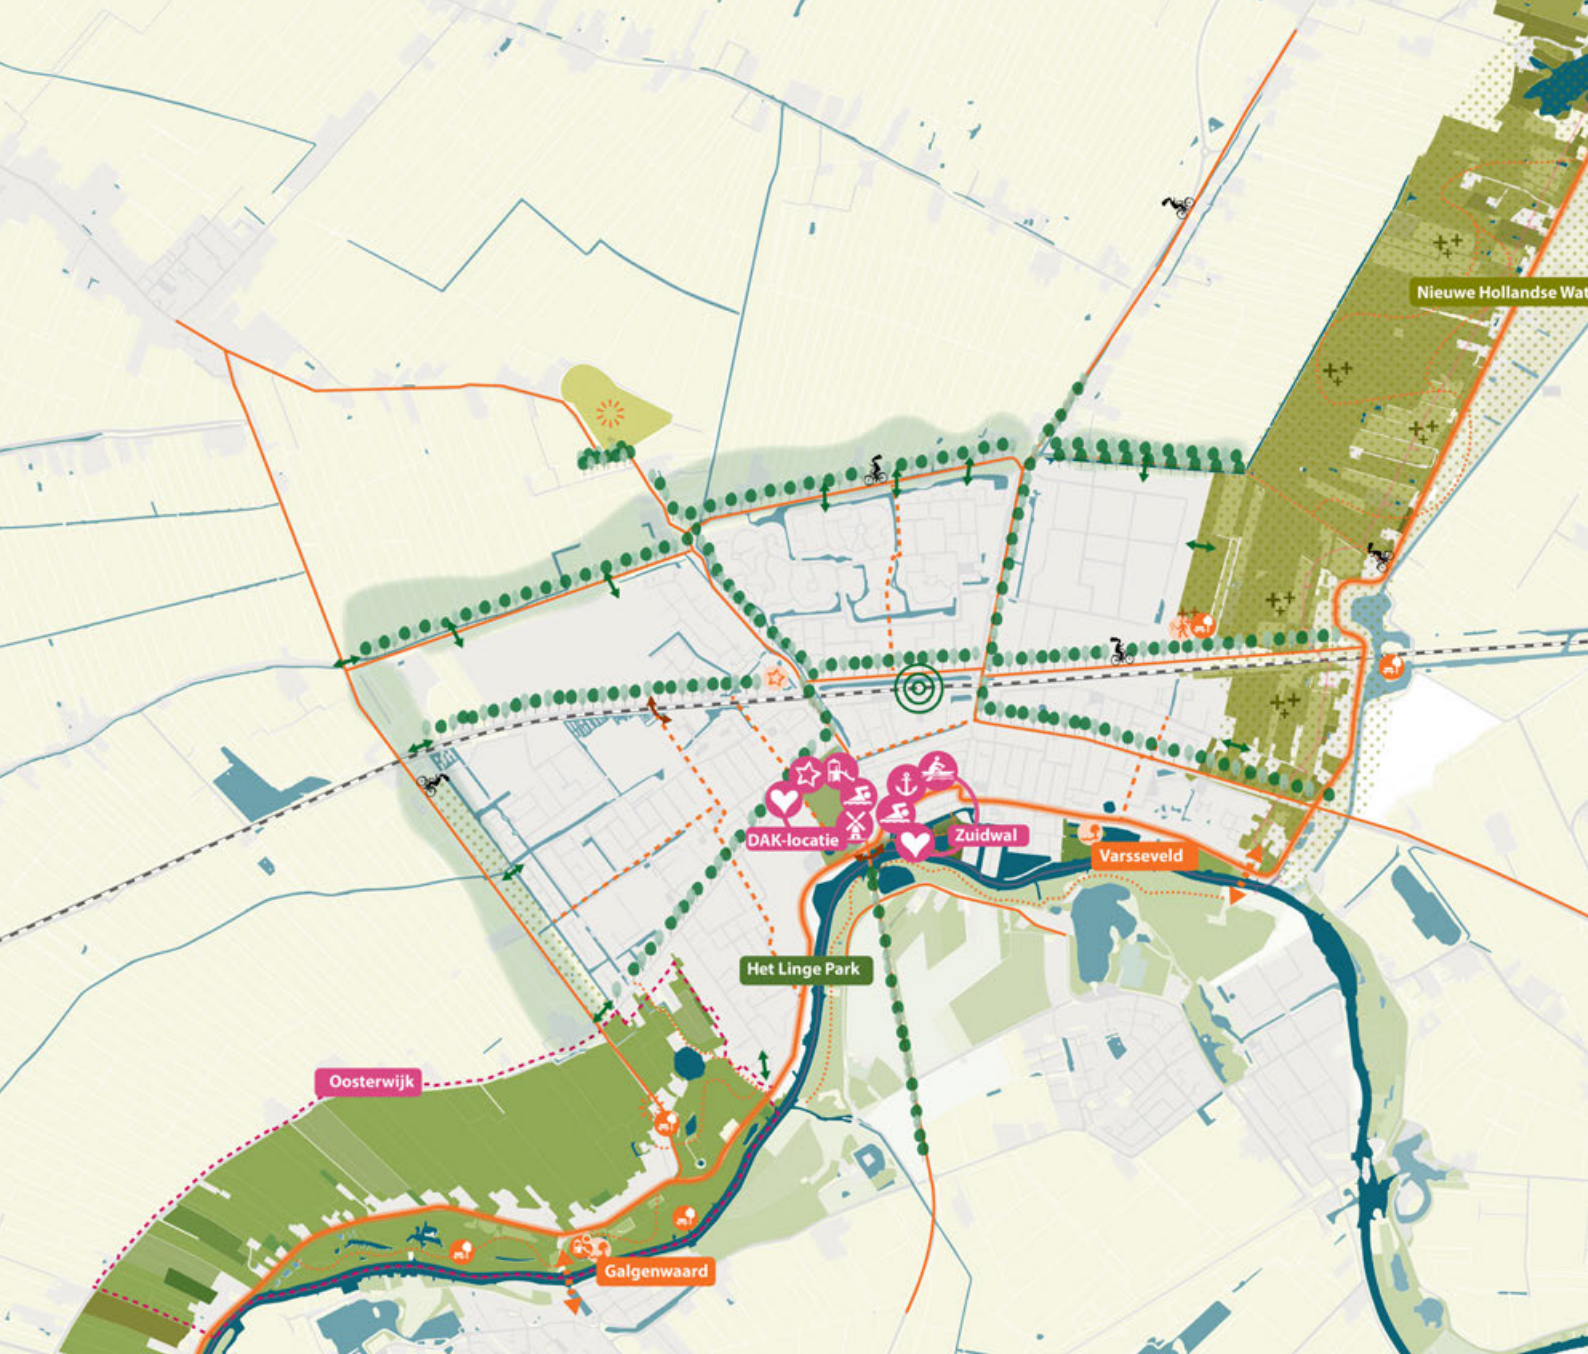 Nieuwe Hollandse Wat
DAK-locatie
Zuidwal
Varsseveld
Het Linge Park
Oosterwijk
Galgenwaard